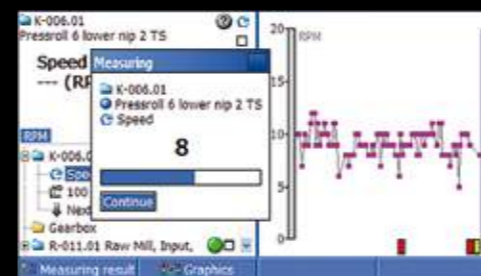 K-006.01
Pressroll 6 lower nip 2 TS
Speed
--- (RP
RPM
K-006.0
Spe
100
Next
Gearbox
R-011.01 Raw Mill, Input,
Measuring
K-006.01
Pressroll 6 lower nip 2 TS
Speed
8
Continue
RPM
20
15
10
5
0
Measuring result
Graphics